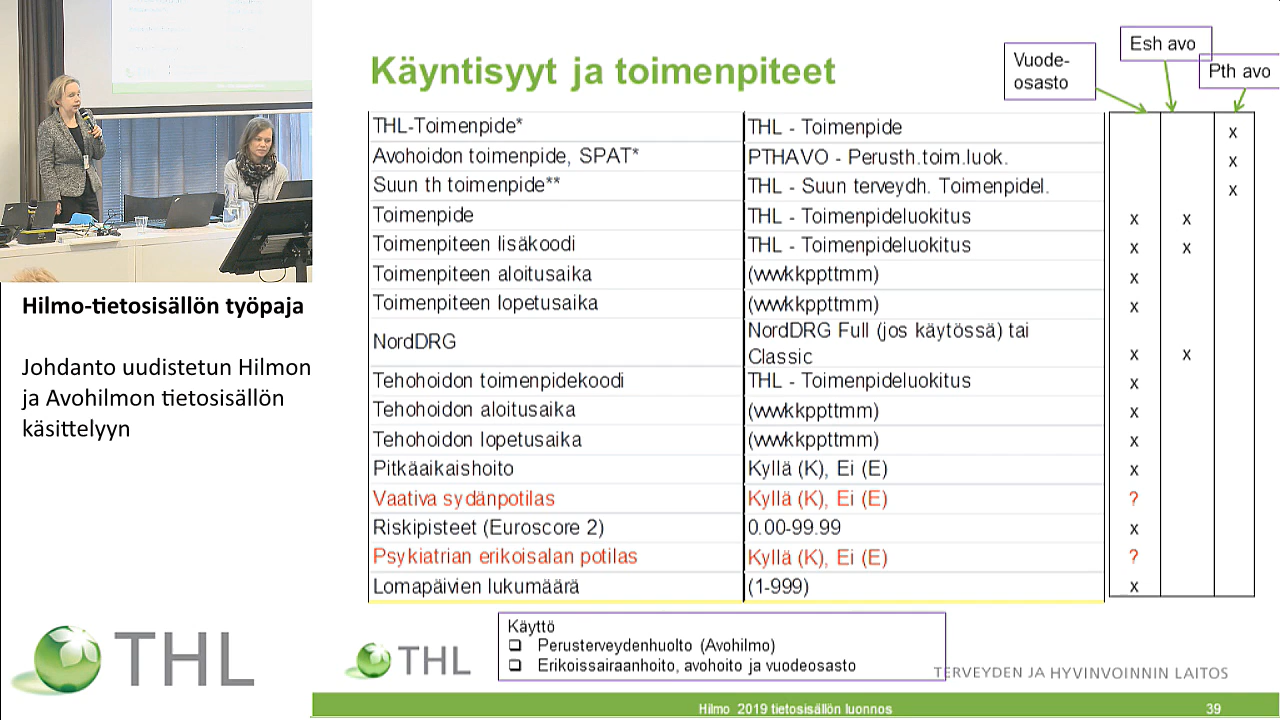 Käyntisyyt ja toimenpiteet
Vuode-
osasto
Esh avo
Pth avo
THL-Toimenpide* THL - Toimenpide x
Avohoidon toimenpide, SPAT* PTHAVO - Perusth.toim.luok. x
Suun th toimenpide** THL - Suun terveydh. Toimenpidel. x
Toimenpide THL - Toimenpideluokitus x x
Toimenpiteen lisäkoodi THL - Toimenpideluokitus x x
Toimenpiteen aloitusaika (vvvvkkppttmm) x
Toimenpiteen lopetusaika (vvvvkkppttmm) x
NordDRG NordDRG Full (jos käytössä) tai
Classic x x
Tehohoidon toimenpidekoodi THL - Toimenpideluokitus x
Tehohoidon aloitusaika (vvvvkkppttmm) x
Tehohoidon lopetusaika (vvvvkkppttmm) x
Pitkäaikaishoito Kyllä (K), Ei (E) x
Vaativa sydänpotilas Kyllä (K), Ei (E) ?
Riskipisteet (Euroscore 2) 0.00-99.99 x
Psykiatrian erikoisalan potilas Kyllä (K), Ei (E) ?
Lomapäivien lukumäärä (1-999) x
Käyttö
Perusterveydenhuolto (Avohilmo)
Erikoissairaanhoito, avohoito ja vuodeosasto
THL
TERVEYDEN JA HYVINVOINNIN LAITOS
Hilmo 2019 tietosisällön luonnos 39
Hilmo-tietosisällön työpaja
Johdanto uudistetun Hilmon
ja Avohilmon tietosisällön
käsittelyyn
THL